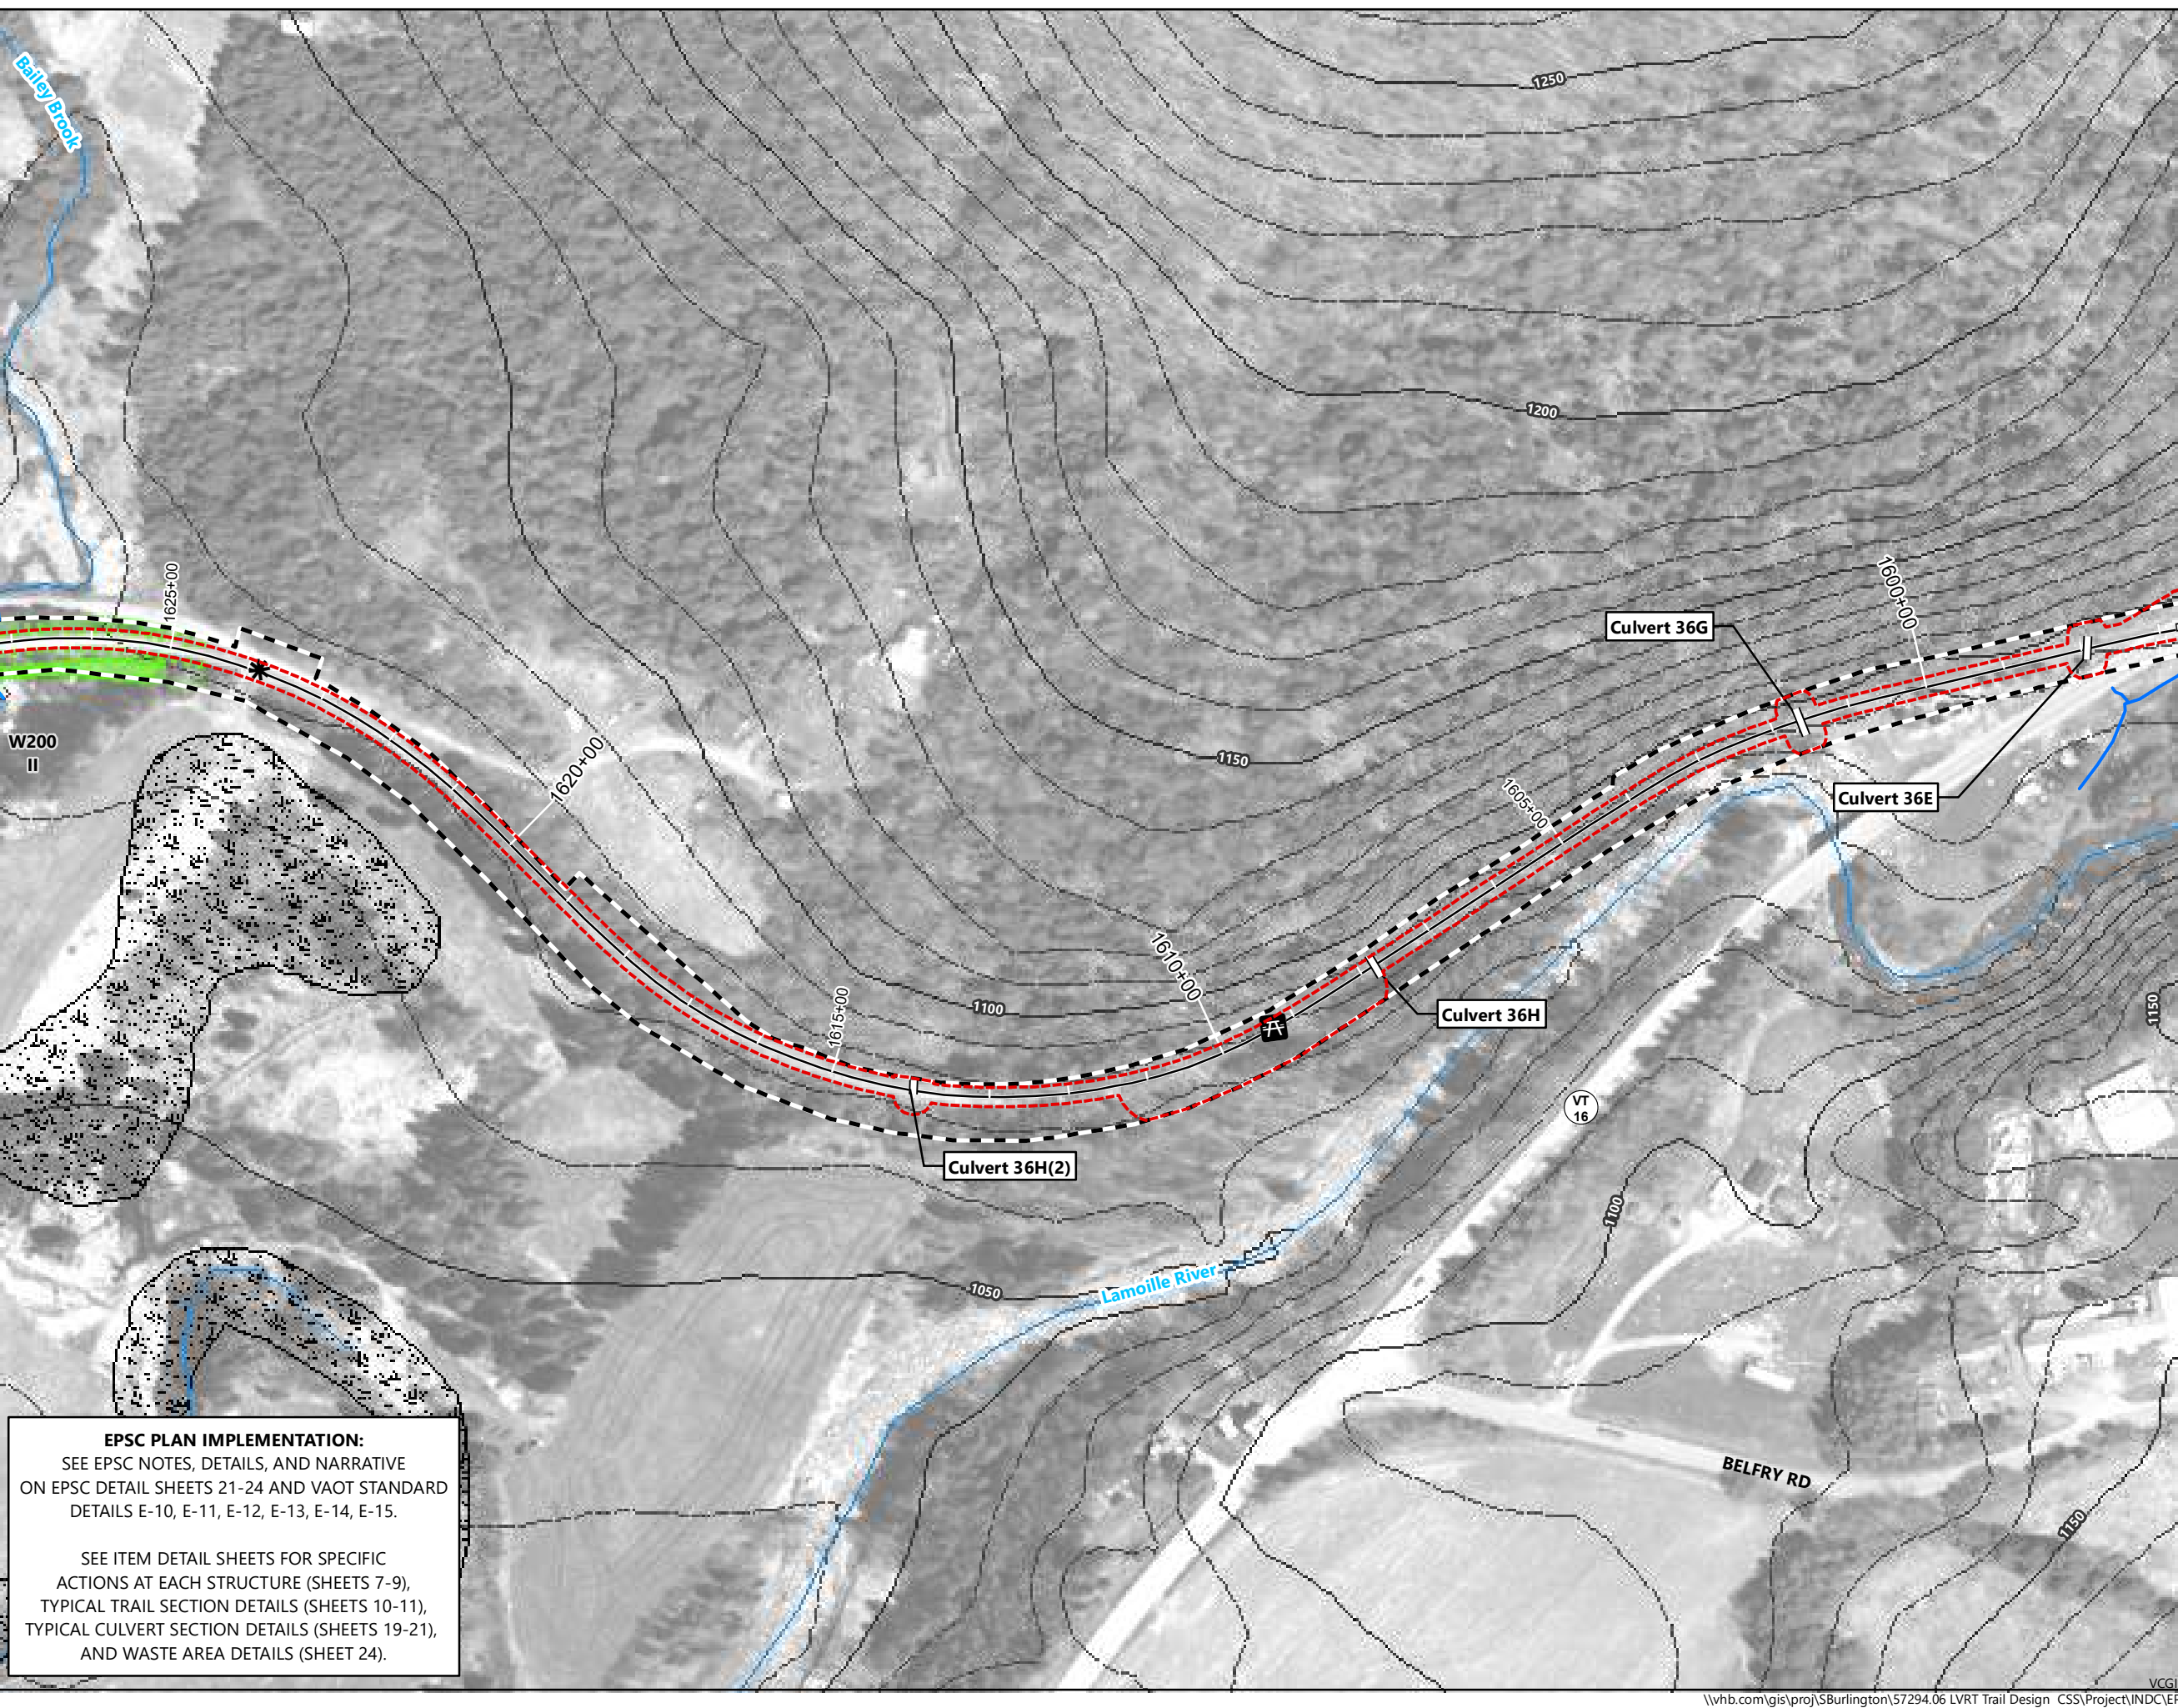 Bailey Brook
1250
1200
1625+00
1600+00
Culvert 36G
W200
II
1620+00
1150
1605+00
Culvert 36E
1610+00
1615+00
1100
Culvert 36H
1150
VT
16
Culvert 36H(2)
1100
Lamoille River
1050
BELFRY RD
1150
EPSC PLAN IMPLEMENTATION:
SEE EPSC NOTES, DETAILS, AND NARRATIVE
ON EPSC DETAIL SHEETS 21-24 AND VAOT STANDARD
DETAILS E-10, E-11, E-12, E-13, E-14, E-15.
SEE ITEM DETAIL SHEETS FOR SPECIFIC
ACTIONS AT EACH STRUCTURE (SHEETS 7-9),
TYPICAL TRAIL SECTION DETAILS (SHEETS 10-11),
TYPICAL CULVERT SECTION DETAILS (SHEETS 19-21),
AND WASTE AREA DETAILS (SHEET 24).
\\vhb.com\gis\proj\SBurlington\57294.06 LVRT Trail Design CSS\Project\INDC\